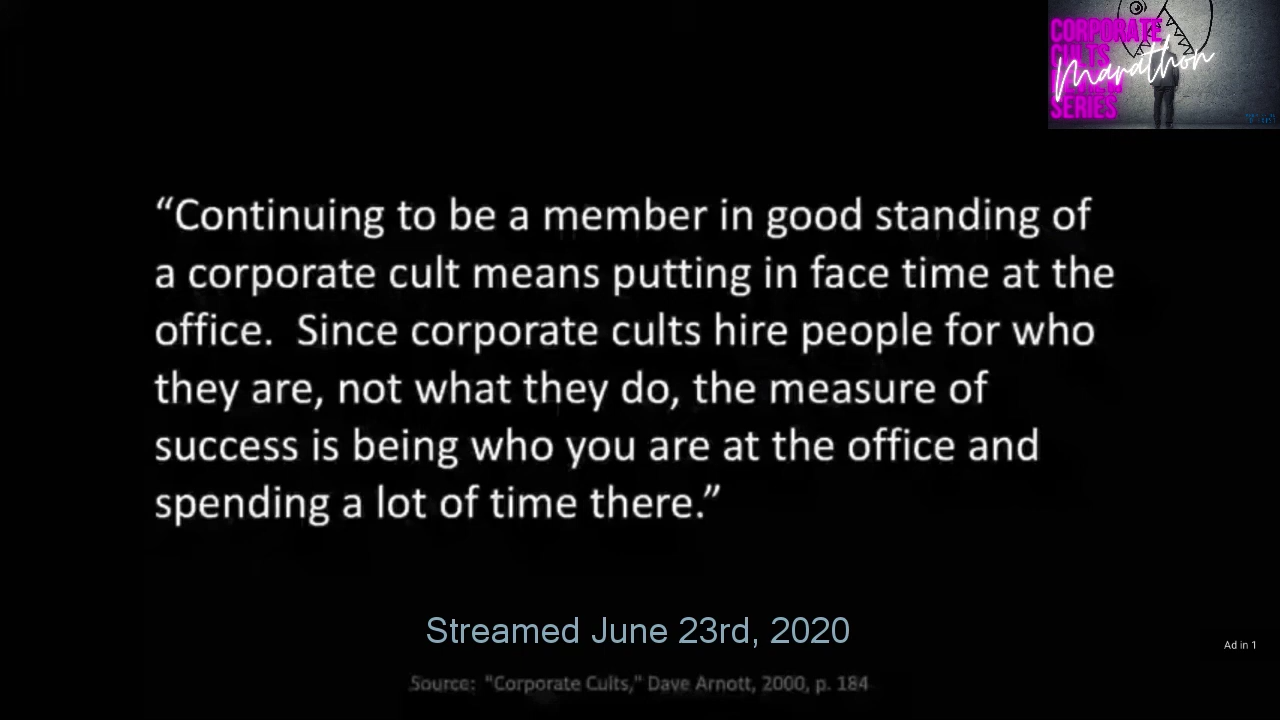 CORPORATE
CULTS
Marathon
SERIES
“Continuing to be a member in good standing of
a corporate cult means putting in face time at the
office.  Since corporate cults hire people for who
they are, not what they do, the measure of
success is being who you are at the office and
spending a lot of time there.”
Streamed June 23rd, 2020
Ad in 1
Source:  "Corporate Cults," Dave Arnott, 2000, p. 184